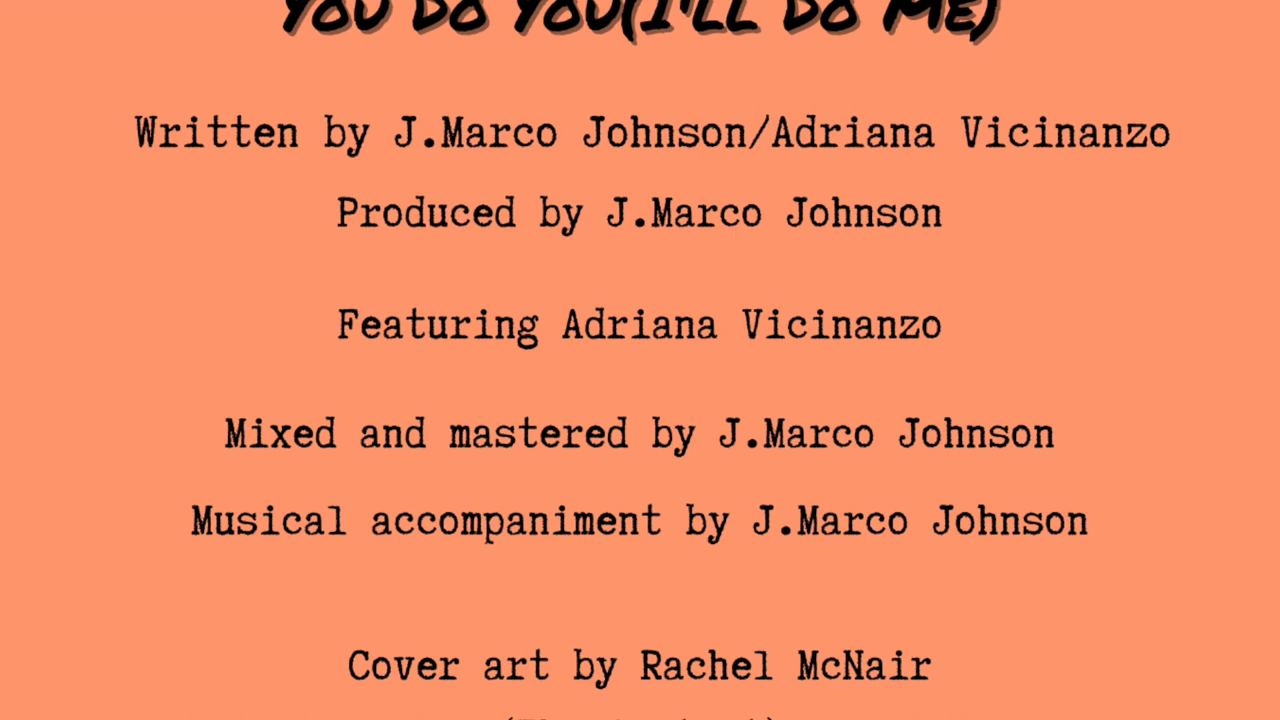 YOU DO YOU(I'LL DO ME)
Written by J.Marco Johnson/Adriana Vicinanzo
Produced by J.Marco Johnson
Featuring Adriana Vicinanzo
Mixed and mastered by J.Marco Johnson
Musical accompaniment by J.Marco Johnson
Cover art by Rachel McNair